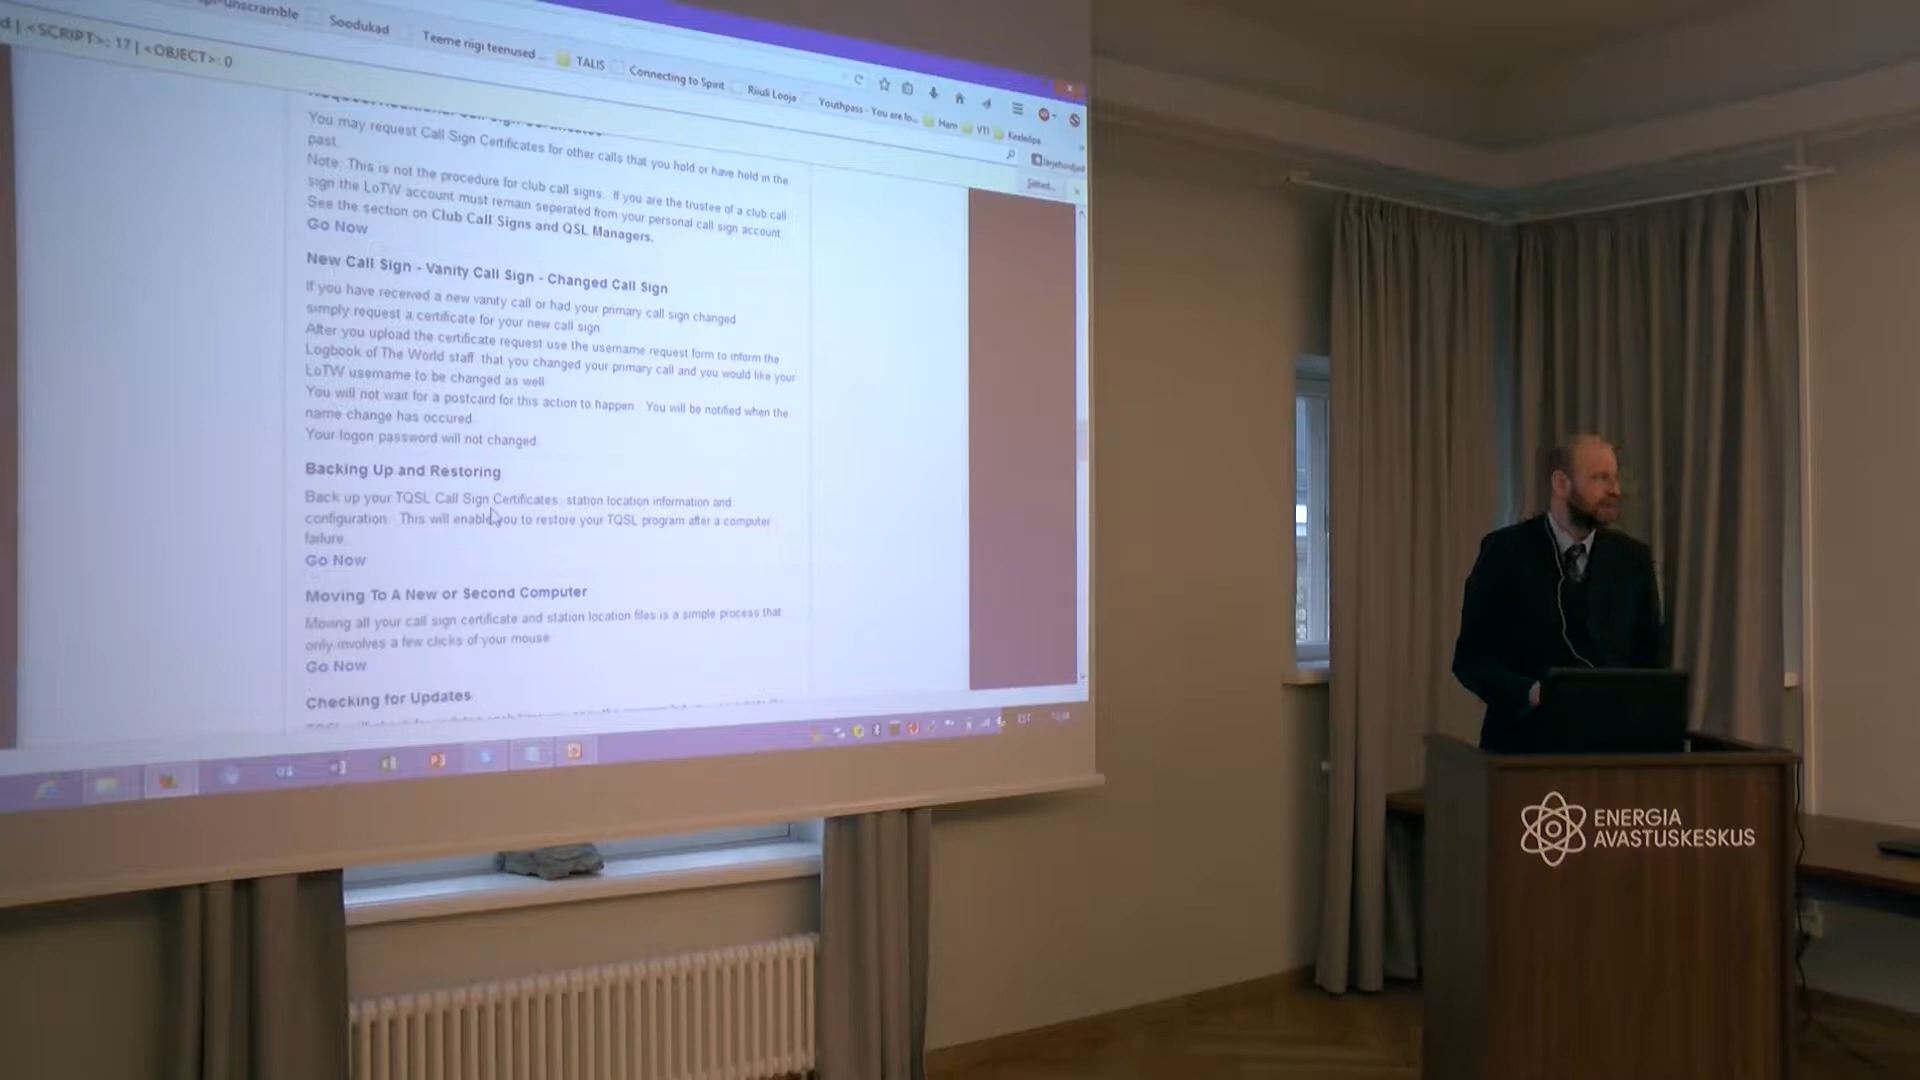 unscramble
Soodukad
Teeme riigi teenused ...
TALIS
Connecting to Spirit
Riiuli Looja
Youthpass - You are lo...
Ham
VTI
d | <SCRIPT>: 17 | <OBJECT>: 0
You may request Call Sign Certificates for other calls that you hold or have held in the
past.
Note: This is not the procedure for club call signs. If you are the trustee of a club call
sign the LoTW account must remain seperated from your personal call sign account.
See the section on Club Call Signs and QSL Managers.
Go Now
New Call Sign - Vanity Call Sign - Changed Call Sign
If you have received a new vanity call or had your primary call sign changed
simply request a certificate for your new call sign
After you upload the certificate request use the username request form to inform the
Logbook of The World staff that you changed your primary call and you would like your
LoTW username to be changed as well
You will not wait for a postcard for this action to happen. You will be notified when the
name change has occured
Your logon password will not changed
Backing Up and Restoring
Back up your TQSL Call Sign Certificates, station location information and
configuration. This will enable you to restore your TQSL program after a computer
failure.
Go Now
Moving To A New or Second Computer
Moving all your call sign certificate and station location files is a simple process that
only involves a few clicks of your mouse
Go Now
Checking for Updates
EST
ENERGIA
AVASTUSKESKUS